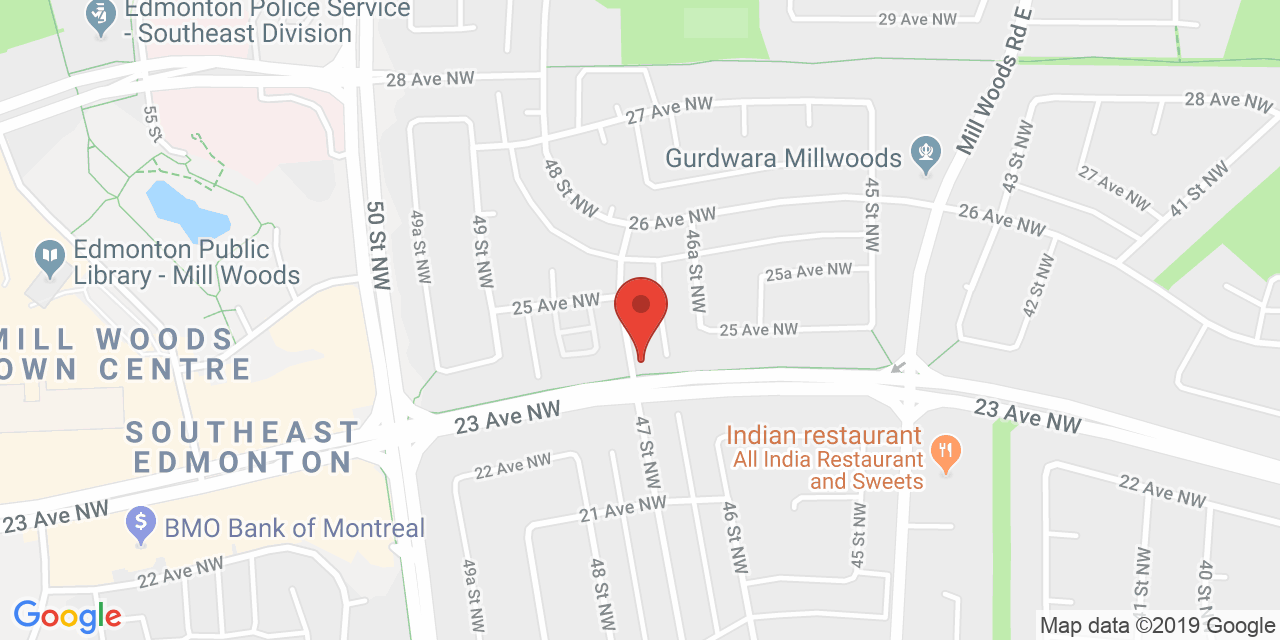 Edmonton Police Service
- Southeast Division
29 Ave NW
Mill Woods Rd E
28 Ave NW
28 Ave NW
27 Ave NW
55 St
Gurdwara Millwoods
43 St NW
27 Ave NW
41 St NW
48 St NW
45 St NW
50 St NW
49a St NW
49 St NW
26 Ave NW
26 Ave NW
46a St NW
Edmonton Public
Library - Mill Woods
25a Ave NW
42 St NW
25 Ave NW
25 Ave NW
MILL WOODS
OWN CENTRE
23 Ave NW
23 Ave NW
SOUTHEAST
EDMONTON
47 St NW
Indian restaurant
All India Restaurant
and Sweets
22 Ave NW
22 Ave NW
23 Ave NW
21 Ave NW
BMO Bank of Montreal
46 St NW
45 St NW
22 Ave NW
49a St NW
48 St NW
41 St NW
40 St NW
Google
Map data ©2019 Google